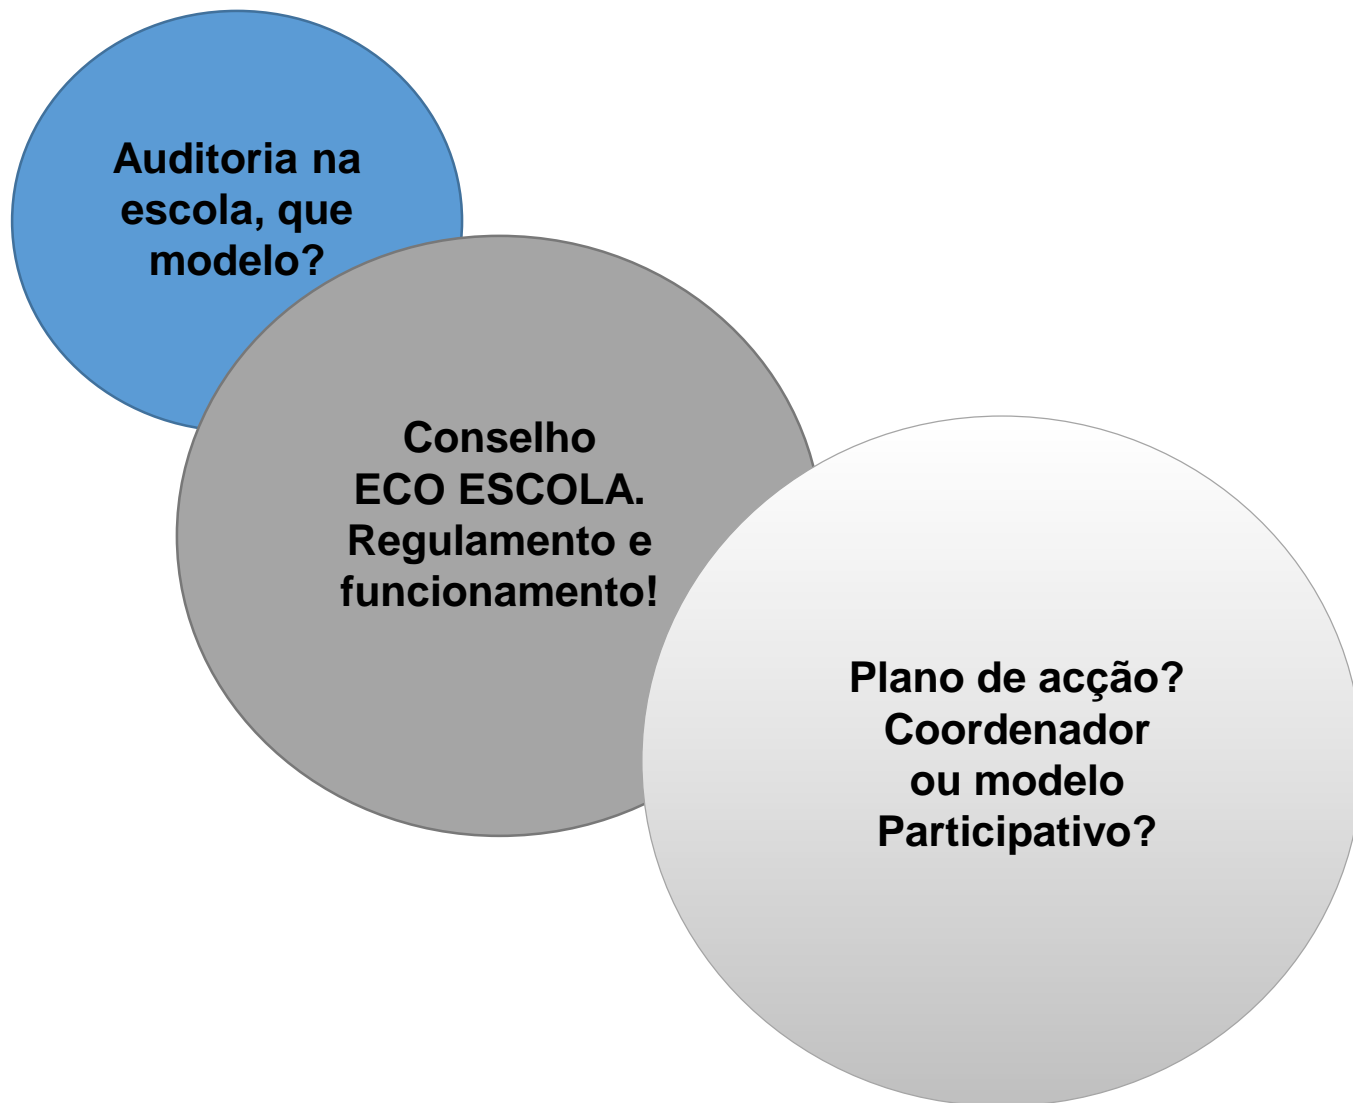 Auditoria na
escola, que
modelo?
Conselho
ECO ESCOLA.
Regulamento e
funcionamento!
Plano de acção?
Coordenador
ou modelo
Participativo?